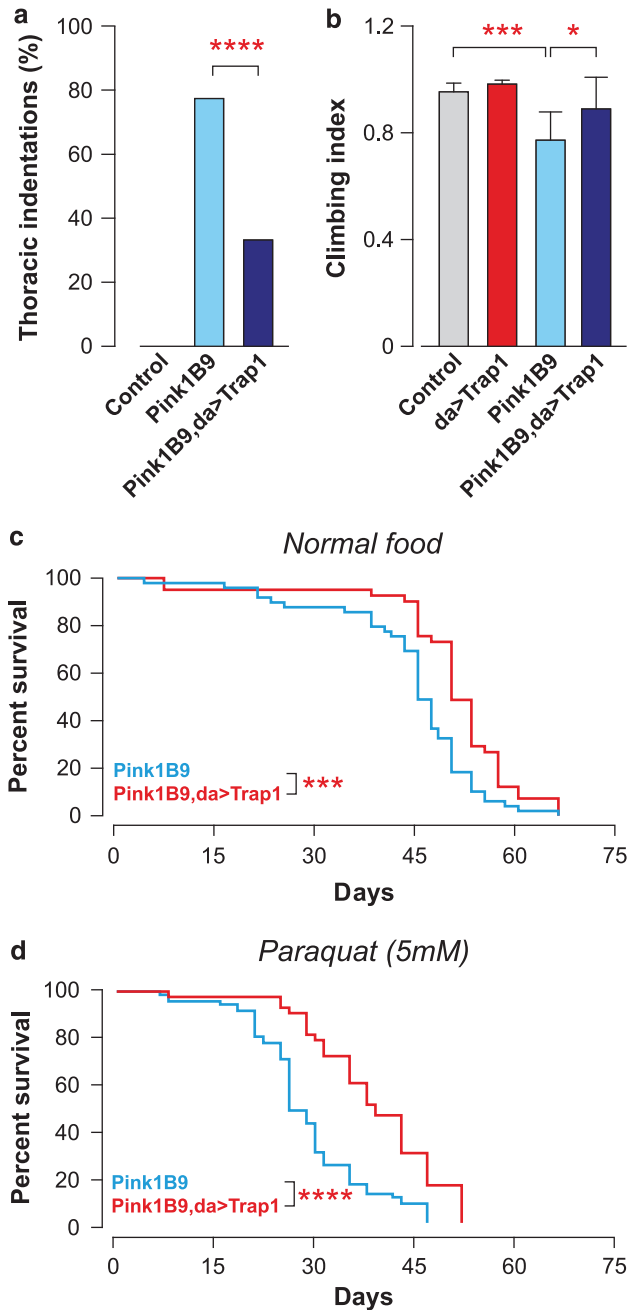 a
Thoracic indentations (%)
100
80
60
40
20
0
****
Control
Pink1B9
Pink1B9,da>Trap1
b
Climbing index
1.2
0.8
0.4
0
***
*
Control
da>Trap1
Pink1B9
Pink1B9,da>Trap1
c
Normal food
Percent survival
100
80
60
40
20
0
Pink1B9
Pink1B9,da>Trap1
***
0 15 30 45 60 75
Days
d
Paraquat (5mM)
Percent survival
100
80
60
40
20
0
Pink1B9
Pink1B9,da>Trap1
****
0 15 30 45 60 75
Days